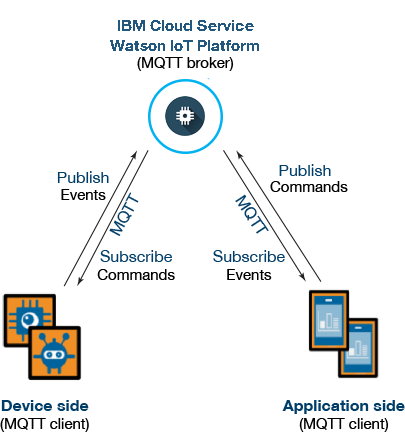 IBM Cloud Service
Watson IoT Platform
(MQTT broker)
Publish
Events
MQTT
Subscribe
Commands
Publish
Commands
MQTT
Subscribe
Events
Device side
(MQTT client)
Application side
(MQTT client)